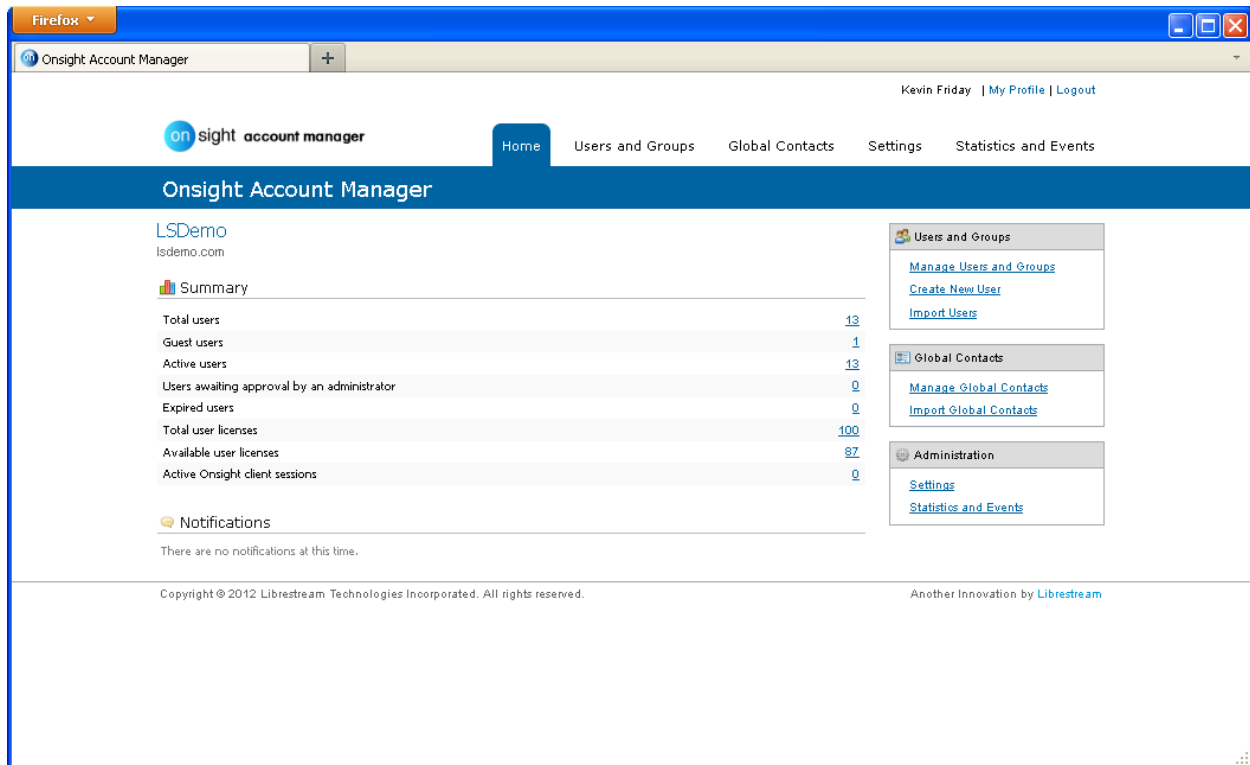 Firefox
Onsight Account Manager
Kevin Friday | My Profile | Logout
on sight account manager
Home Users and Groups Global Contacts Settings Statistics and Events
Onsight Account Manager
LSDemo
lsdemo.com
Summary
Total users 13
Guest users 1
Active users 13
Users awaiting approval by an administrator 0
Expired users 0
Total user licenses 100
Available user licenses 87
Active Onsight client sessions 0
Notifications
There are no notifications at this time.
Users and Groups
Manage Users and Groups
Create New User
Import Users
Global Contacts
Manage Global Contacts
Import Global Contacts
Administration
Settings
Statistics and Events
Copyright © 2012 Librestream Technologies Incorporated. All rights reserved.
Another Innovation by Librestream